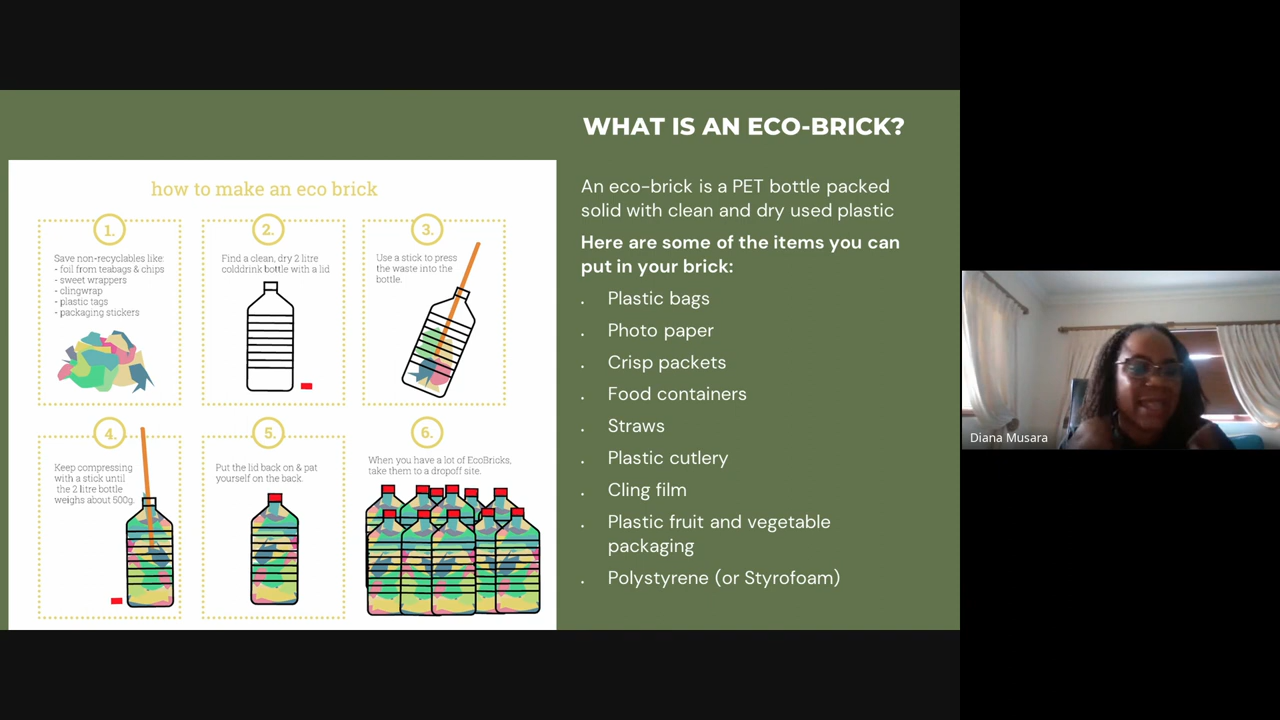 WHAT IS AN ECO-BRICK?
how to make an eco brick
1.
Save non-recyclables like:
- foil from teabags & chips
- sweet wrappers
- clingwrap
- plastic tags
- packaging stickers
2.
Find a clean, dry 2 litre
colddrink bottle with a lid
3.
Use a stick to press
the waste into the
bottle.
4.
Keep compressing
with a stick until
the 2 litre bottle
weighs about 500g.
5.
Put the lid back on & pat
yourself on the back.
6.
When you have a lot of EcoBricks,
take them to a dropoff site.
An eco-brick is a PET bottle packed
solid with clean and dry used plastic
Here are some of the items you can
put in your brick:
. Plastic bags
. Photo paper
. Crisp packets
. Food containers
. Straws
. Plastic cutlery
. Cling film
. Plastic fruit and vegetable
packaging
. Polystyrene (or Styrofoam)
Diana Musara